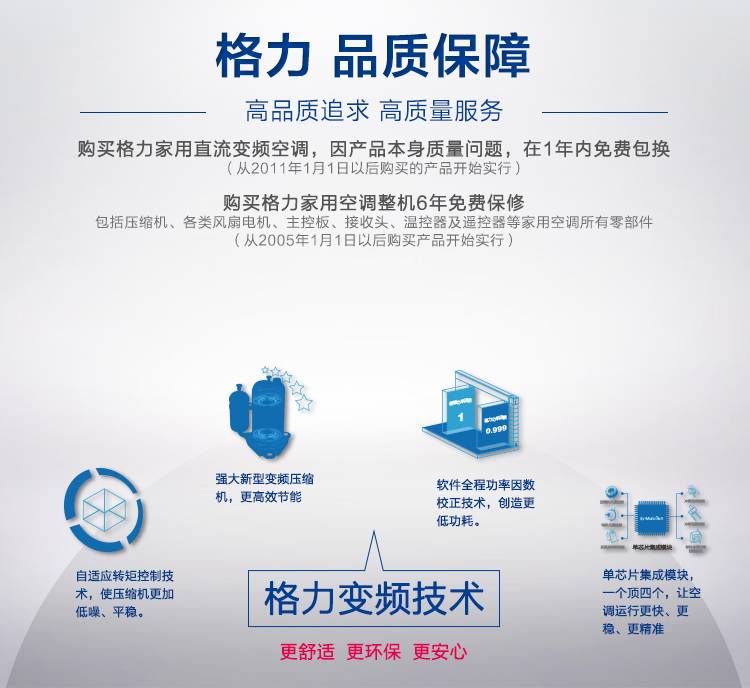 格力 品质保障
高品质追求 高质量服务
购买格力家用直流变频空调，因产品本身质量问题，在1年内免费包换
（从2011年1月1日以后购买的产品开始实行）
购买格力家用空调整机6年免费保修
包括压缩机、各类风扇电机、主控板、接收头、温控器及遥控器等家用空调所有零部件
（从2005年1月1日以后购买产品开始实行）
强大新型变频压缩
机，更高效节能
1
0.999
软件全程功率因数
校正技术，创造更
低功耗。
自适应转矩控制技
术，使压缩机更加
低噪、平稳。
单芯片集成模块
单芯片集成模块，
一个顶四个，让空
调运行更快、更
稳、更精准
格力变频技术
更舒适 更环保 更安心